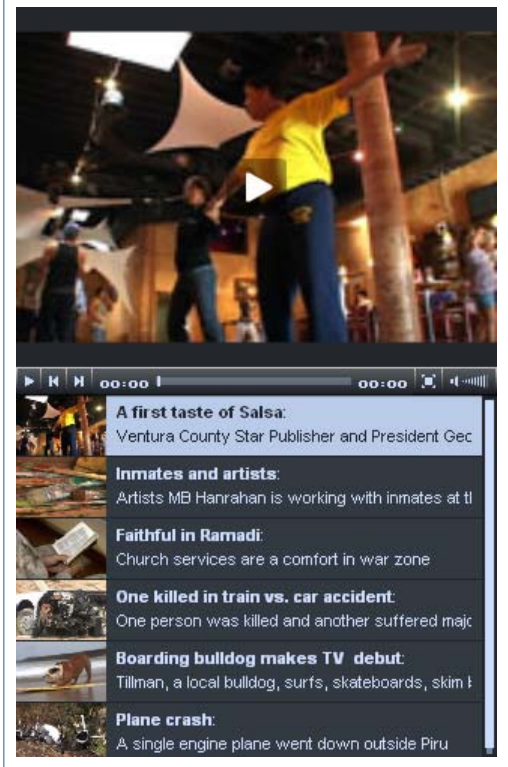 00:00 00:00
A first taste of Salsa:
Ventura County Star Publisher and President Geo
Inmates and artists:
Artists MB Hanrahan is working with inmates at tl
Faithful in Ramadi:
Church services are a comfort in war zone
One killed in train vs. car accident:
One person was killed and another suffered majo
Boarding bulldog makes TV debut:
Tillman, a local bulldog, surfs, skateboards, skim
Plane crash:
A single engine plane went down outside Piru